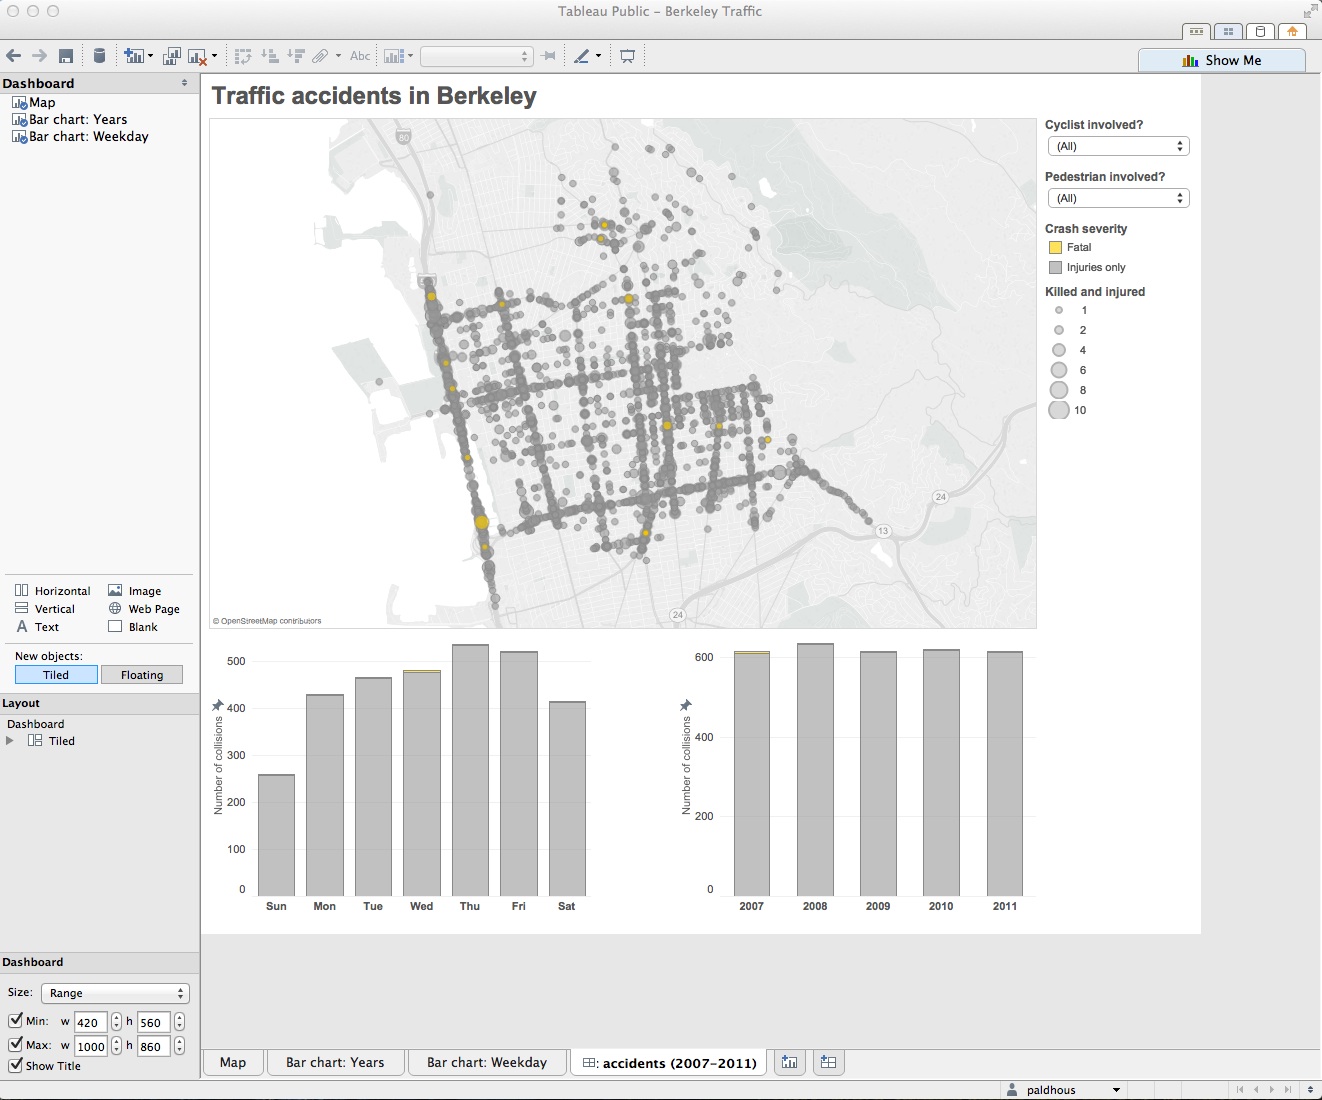 Tableau Public - Berkeley Traffic
Abc
Show Me
Dashboard
Map
Bar chart: Years
Bar chart: Weekday
Horizontal
Image
Vertical
Web Page
A Text
Blank
New objects:
Tiled
Floating
Layout
Dashboard
Tiled
Dashboard
Size: Range
Min: w 420 h 560
Max: w 1000 h 860
Show Title
Traffic accidents in Berkeley
80
24
13
24
© OpenStreetMap contributors
Cyclist involved?
(All)
Pedestrian involved?
(All)
Crash severity
Fatal
Injuries only
Killed and injured
1
2
4
6
8
10
Number of collisions
500
400
300
200
100
0
Sun Mon Tue Wed Thu Fri Sat
Number of collisions
600
400
200
0
2007 2008 2009 2010 2011
Map
Bar chart: Years
Bar chart: Weekday
: accidents (2007-2011)
paldhous